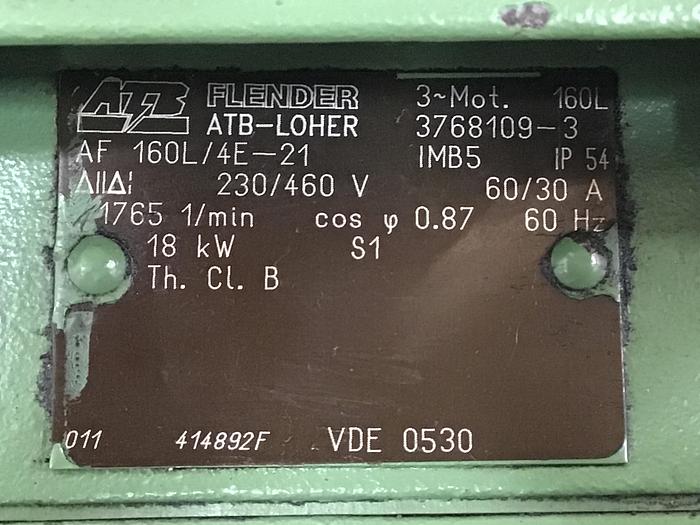 ATB FLENDER 3~Mot. 160L
ATB-LOHER 3768109-3
AF 160L/4E-21 IMB5 IP 54
230/460 V 60/30 A
1765 1/min cos φ 0.87 60 Hz
18 kW S1
Th. Cl. B
011 414892F VDE 0530